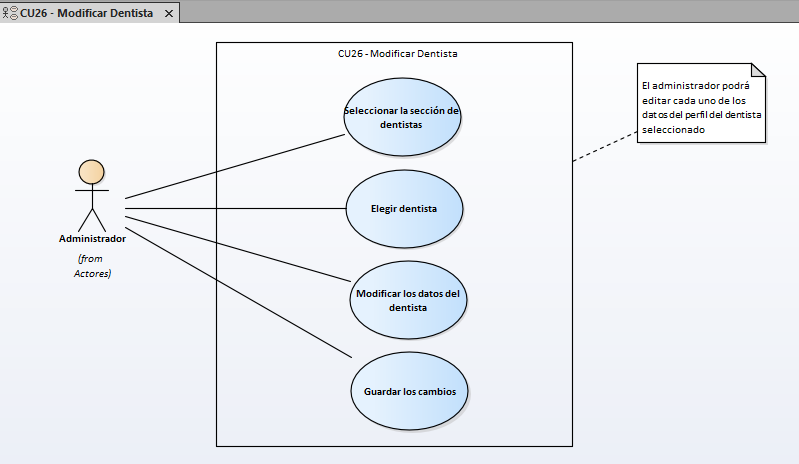 CU26 - Modificar Dentista
CU26 - Modificar Dentista
Seleccionar la sección de
dentistas
Elegir dentista
Modificar los datos del
dentista
Guardar los cambios
Administrador
(from
Actores)
El administrador podrá
editar cada uno de los
datos del perfil del dentista
seleccionado